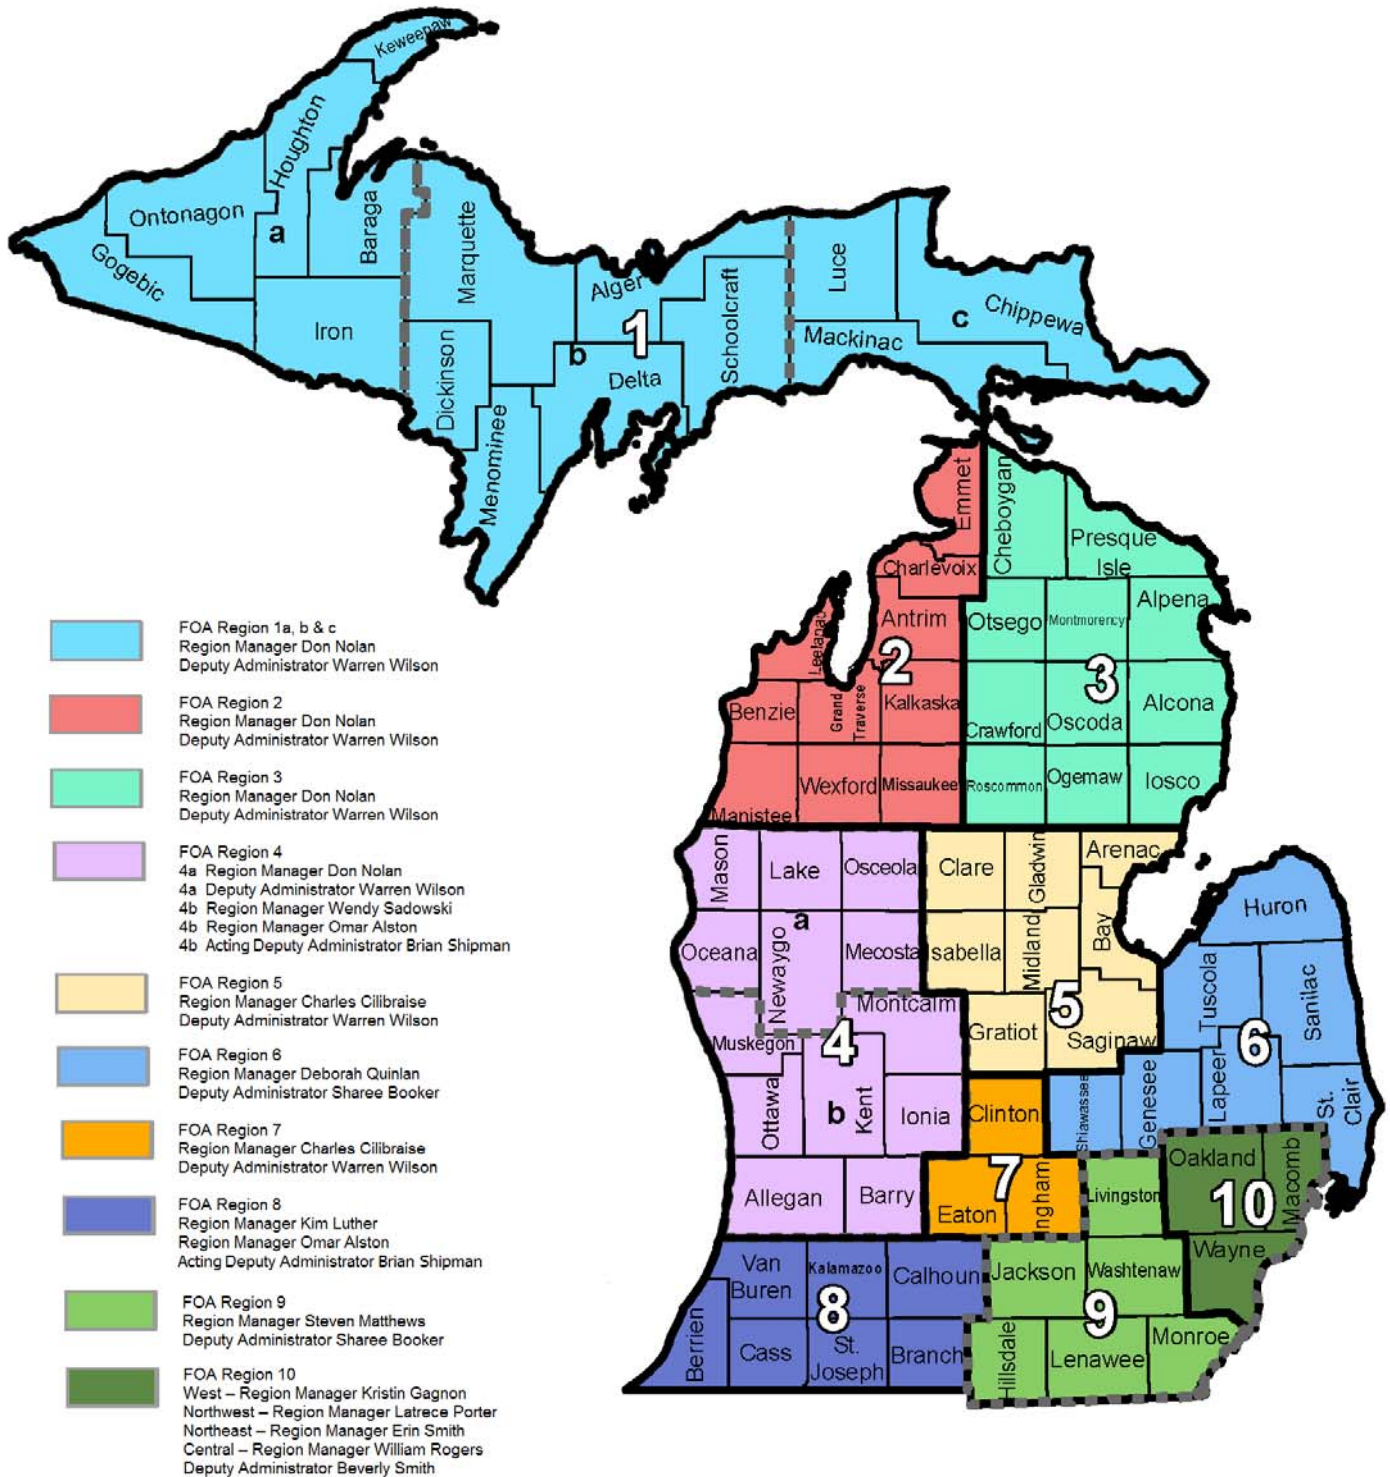 Keweenaw
Houghton
Ontonagon
Gogebic
a
Baraga
Iron
Marquette
Dickinson
Menominee
Alger
1
b
Delta
Schoolcraft
Luce
c
Chippewa
Mackinac
Emmet
Charlevoix
Antrim
Leelanau
2
Benzie
Grand
Traverse
Kalkaska
Manistee
Wexford
Missaukee
Cheboygan
Presque
Isle
Otsego
Montmorency
Alpena
3
Crawford
Oscoda
Alcona
Roscommon
Ogemaw
Iosco
Mason
Lake
Osceola
a
Oceana
Newaygo
Mecosta
Montcalm
Muskegon
4
Ottawa
b
Kent
Ionia
Allegan
Barry
Clare
Gladwin
Arenac
Isabella
Midland
Bay
5
Gratiot
Saginaw
Huron
Tuscola
Sanilac
6
Shiawassee
Genesee
Lapeer
St.
Clair
Clinton
7
Eaton
Ingham
Van
Buren
Kalamazoo
Calhoun
8
Berrien
Cass
St.
Joseph
Branch
Livingston
Jackson
Washtenaw
9
Hillsdale
Lenawee
Monroe
Oakland
Macomb
10
Wayne
FOA Region 1a, b & c
Region Manager Don Nolan
Deputy Administrator Warren Wilson
FOA Region 2
Region Manager Don Nolan
Deputy Administrator Warren Wilson
FOA Region 3
Region Manager Don Nolan
Deputy Administrator Warren Wilson
FOA Region 4
4a Region Manager Don Nolan
4a Deputy Administrator Warren Wilson
4b Region Manager Wendy Sadowski
4b Region Manager Omar Alston
4b Acting Deputy Administrator Brian Shipman
FOA Region 5
Region Manager Charles Cilibraise
Deputy Administrator Warren Wilson
FOA Region 6
Region Manager Deborah Quinlan
Deputy Administrator Sharee Booker
FOA Region 7
Region Manager Charles Cilibraise
Deputy Administrator Warren Wilson
FOA Region 8
Region Manager Kim Luther
Region Manager Omar Alston
Acting Deputy Administrator Brian Shipman
FOA Region 9
Region Manager Steven Matthews
Deputy Administrator Sharee Booker
FOA Region 10
West – Region Manager Kristin Gagnon
Northwest – Region Manager Latrece Porter
Northeast – Region Manager Erin Smith
Central – Region Manager William Rogers
Deputy Administrator Beverly Smith